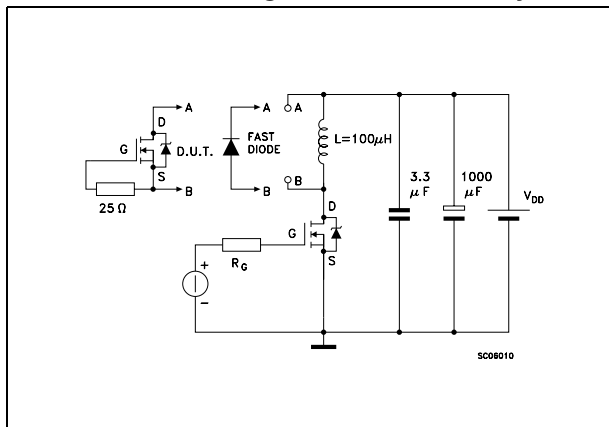 A
A
A
D
G
D.U.T.
S
B
25 Ω
FAST
DIODE
B
B
L=100μH
D
G
S
R_G
+
−
3.3
μF
1000
μF
V_DD
SC06010